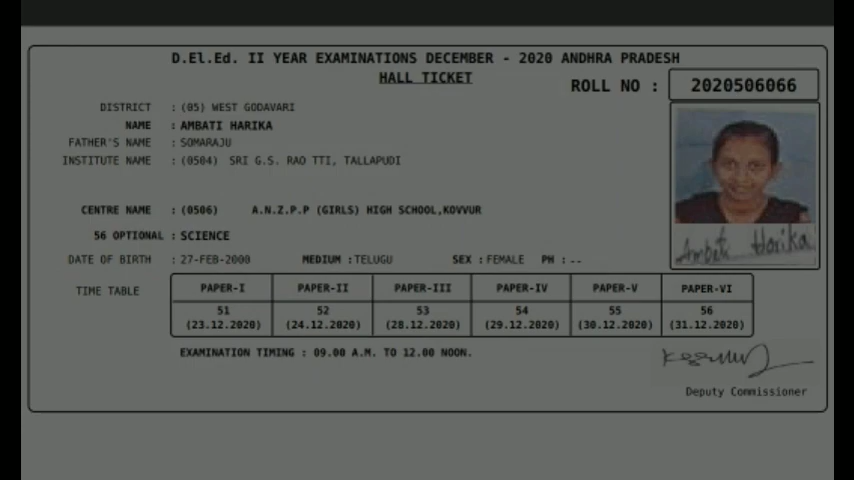 D.El.Ed. II YEAR EXAMINATIONS DECEMBER - 2020 ANDHRA PRADESH
HALL TICKET
ROLL NO : 2020506066
DISTRICT : (05) WEST GODAVARI
NAME : AMBATI HARIKA
FATHER'S NAME : SOMARAJU
INSTITUTE NAME : (0504) SRI G.S. RAO TTI, TALLAPUDI
CENTRE NAME : (0506) A.N.Z.P.P (GIRLS) HIGH SCHOOL,KOVVUR
56 OPTIONAL : SCIENCE
Ambati Harika
DATE OF BIRTH : 27-FEB-2000 MEDIUM :TELUGU SEX :FEMALE PH :--
TIME TABLE
PAPER-I PAPER-II PAPER-III PAPER-IV PAPER-V PAPER-VI
51 52 53 54 55 56
(23.12.2020) (24.12.2020) (28.12.2020) (29.12.2020) (30.12.2020) (31.12.2020)
EXAMINATION TIMING : 09.00 A.M. TO 12.00 NOON.
Deputy Commissioner